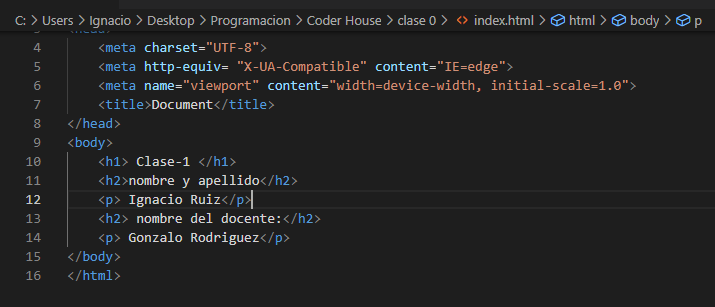 C: > Users > Ignacio > Desktop > Programacion > Coder House > clase 0 > <> index.html > html > body > p
3 <head>
4 <meta charset="UTF-8">
5 <meta http-equiv= "X-UA-Compatible" content="IE=edge">
6 <meta name="viewport" content="width=device-width, initial-scale=1.0">
7 <title>Document</title>
8 </head>
9 <body>
10 <h1> Clase-1 </h1>
11 <h2>nombre y apellido</h2>
12 <p> Ignacio Ruiz</p>
13 <h2> nombre del docente:</h2>
14 <p> Gonzalo Rodriguez</p>
15 </body>
16 </html>